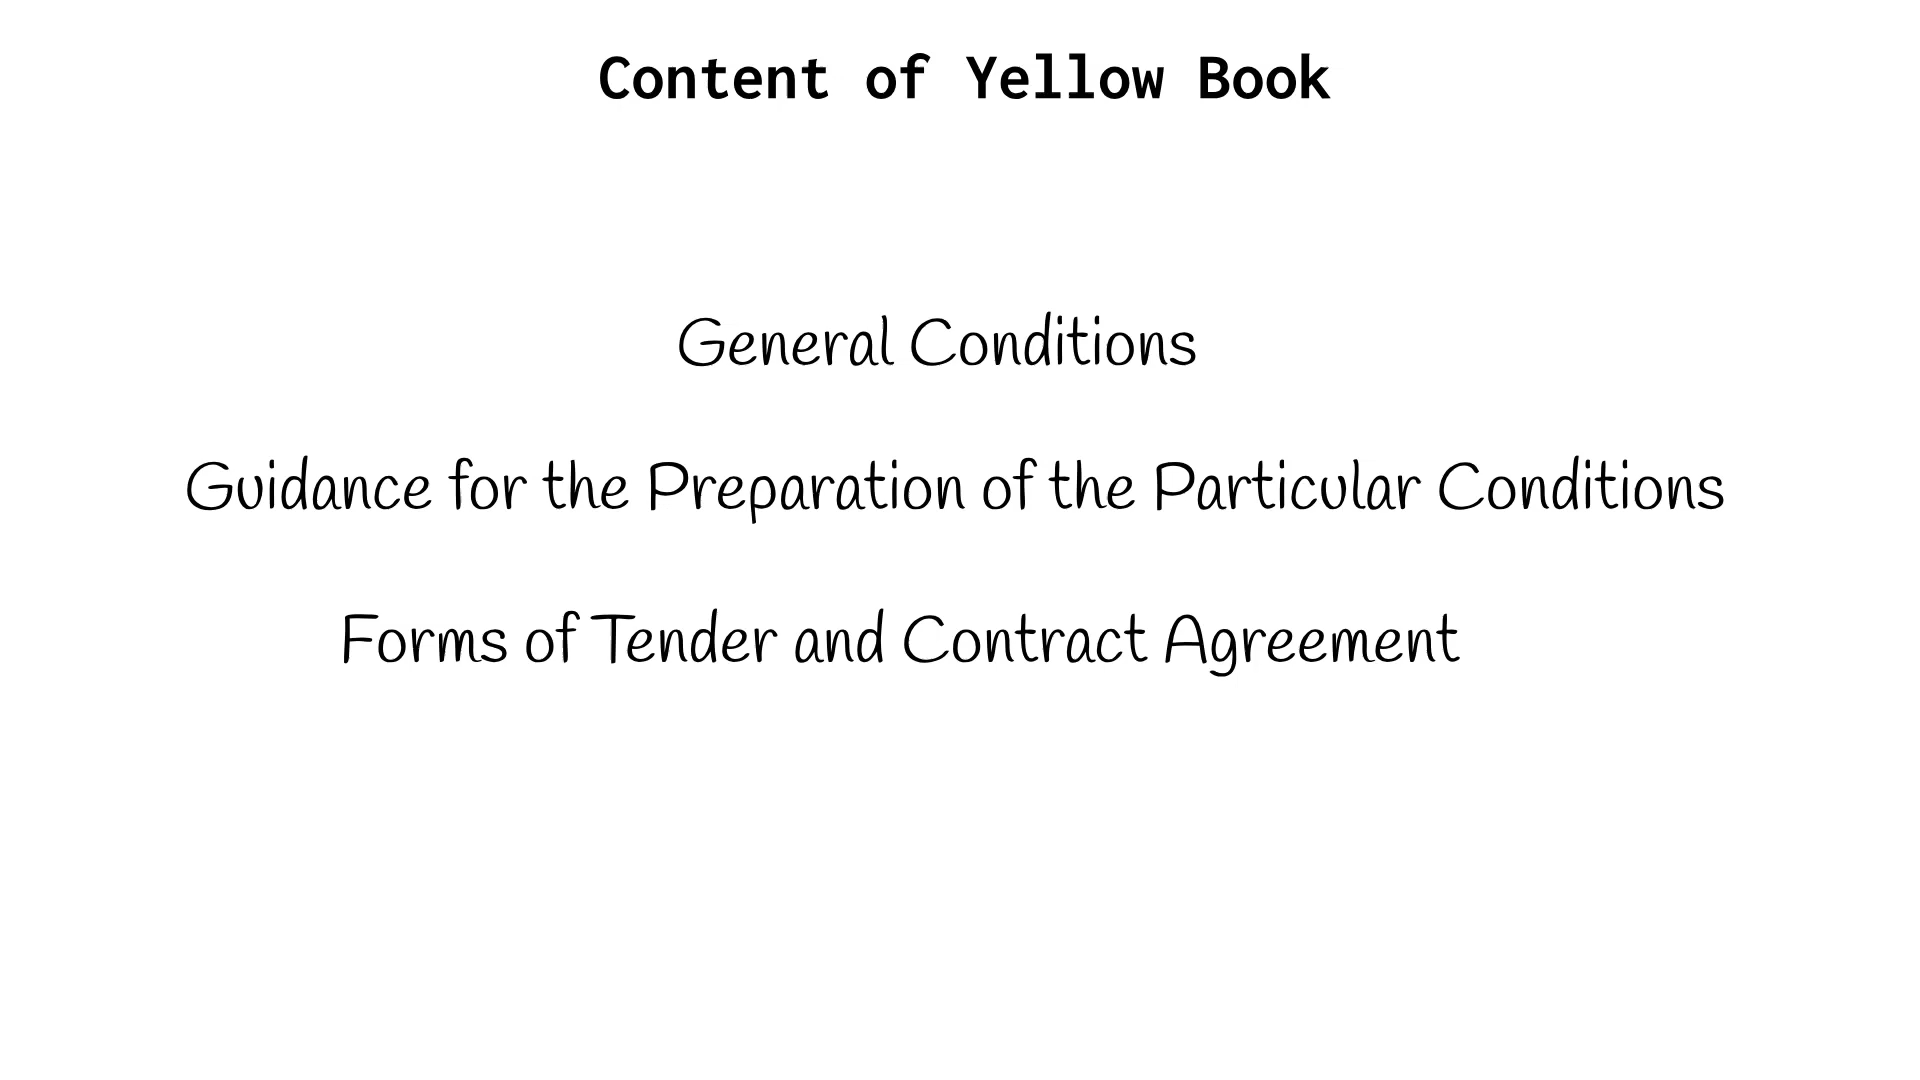 Content of Yellow Book
General Conditions
Guidance for the Preparation of the Particular Conditions
Forms of Tender and Contract Agreement